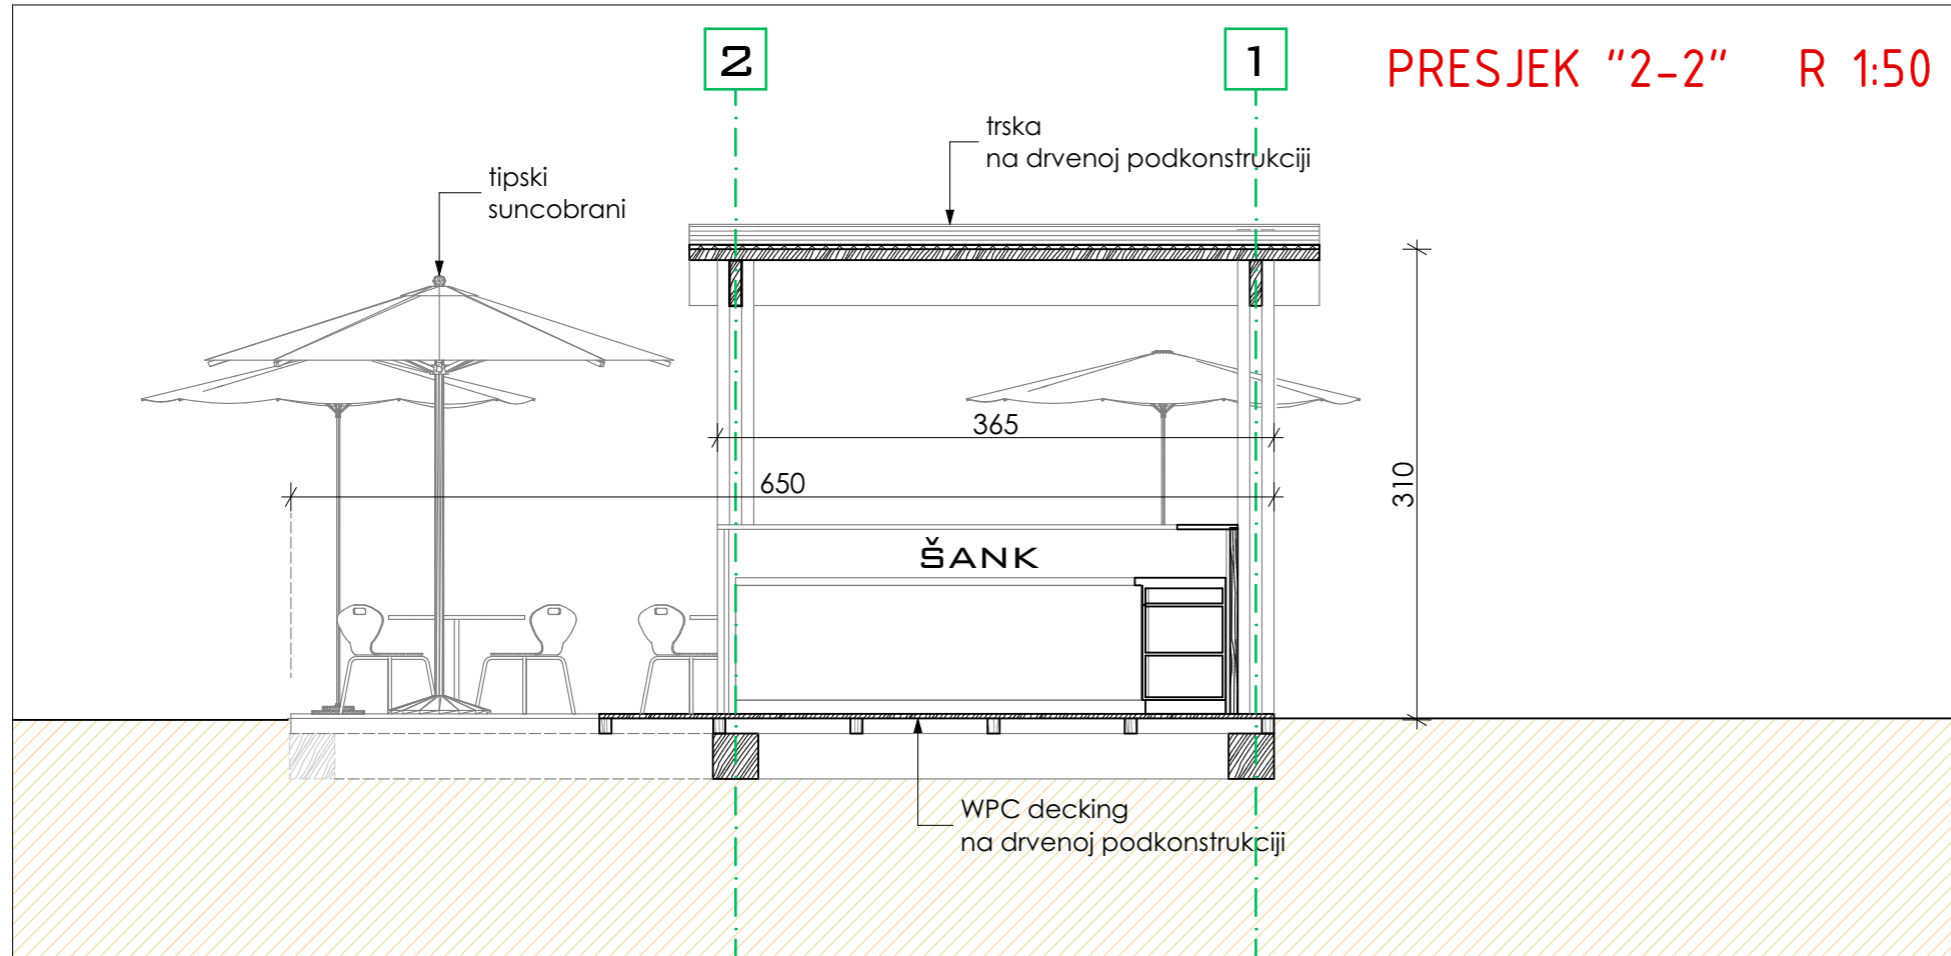 2
1
PRESJEK "2-2" R 1:50
trska
na drvenoj podkonstrukciji
tipski
suncobrani
365
650
310
ŠANK
WPC decking
na drvenoj podkonstrukciji